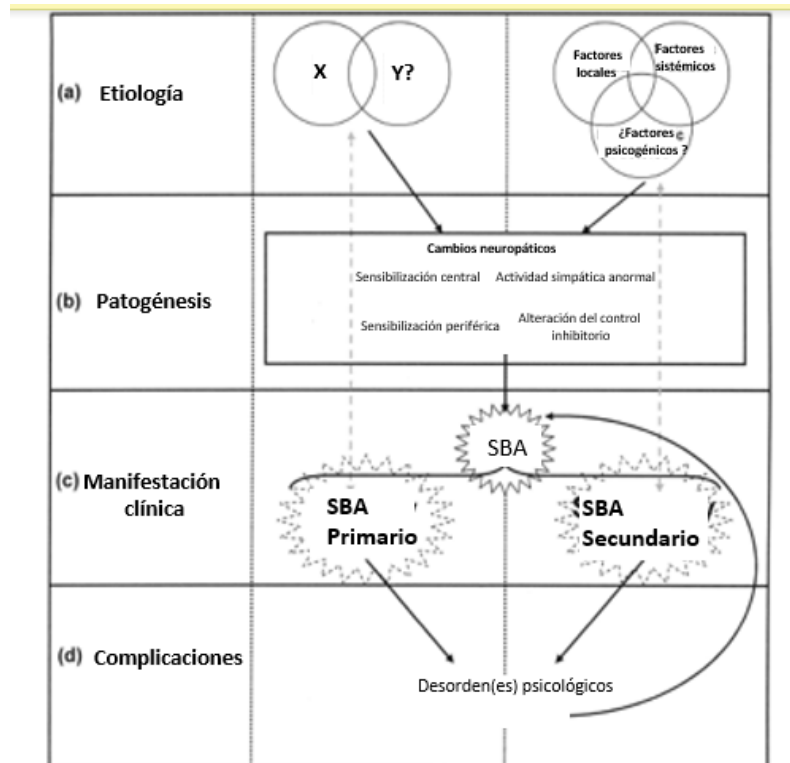 X
Y?
Factores
locales
Factores
sistémicos
¿Factores
psicogénicos ?
(a) Etiología
Cambios neuropáticos
Sensibilización central
Actividad simpática anormal
(b) Patogénesis
Sensibilización periférica
Alteración del control
inhibitorio
SBA
(c) Manifestación
clínica
SBA
Primario
SBA
Secundario
(d) Complicaciones
Desorden(es) psicológicos